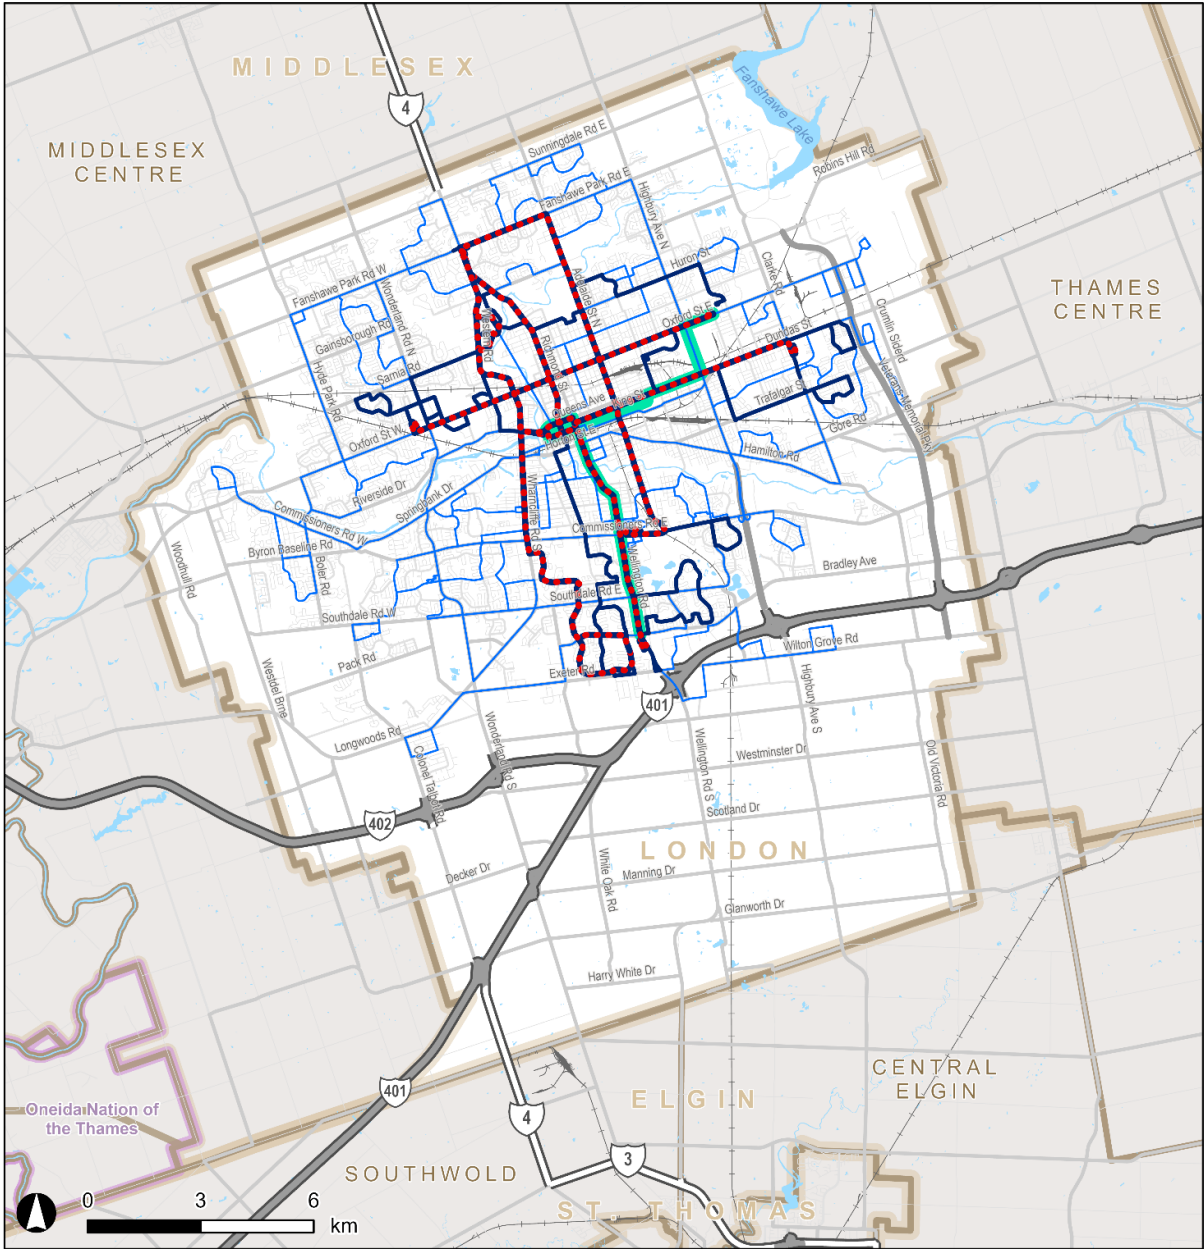 MIDDLESEX
4
MIDDLESEX
CENTRE
Fanshawe Lake
Sunningdale Rd E
Robins Hill Rd
Fanshawe Park Rd E
Highbury Ave N
Huron St
Clarke Rd
THAMES
CENTRE
Fanshawe Park Rd W
Wonderland Rd N
Adelaide St N
Oxford St E
Dundas St
Crumlin Siderd
Gainsborough Rd
Western Rd
Richmond St
Sarnia Rd
Hyde Park Rd
Queens Ave
King St
Trafalgar St
Veterans Memorial Pky
Gore Rd
Oxford St W
Horton St E
Hamilton Rd
Riverside Dr
Springbank Dr
Wharncliffe Rd S
Commissioners Rd W
Commissioners Rd E
Byron Baseline Rd
Boler Rd
Woodhull Rd
Wellington Rd
Bradley Ave
Southdale Rd W
Southdale Rd E
Pack Rd
Wilton Grove Rd
Westdel Brne
Exeter Rd
Highbury Ave S
401
Longwoods Rd
Colonel Talbot Rd
Wonderland Rd S
Wellington Rd S
Westminster Dr
Old Victoria Rd
402
Scotland Dr
LONDON
Decker Dr
White Oak Rd
Manning Dr
Glanworth Dr
Harry White Dr
401
4
CENTRAL
ELGIN
ELGIN
Oneida Nation of
the Thames
3
SOUTHWOLD
ST. THOMAS
0 3 6
km